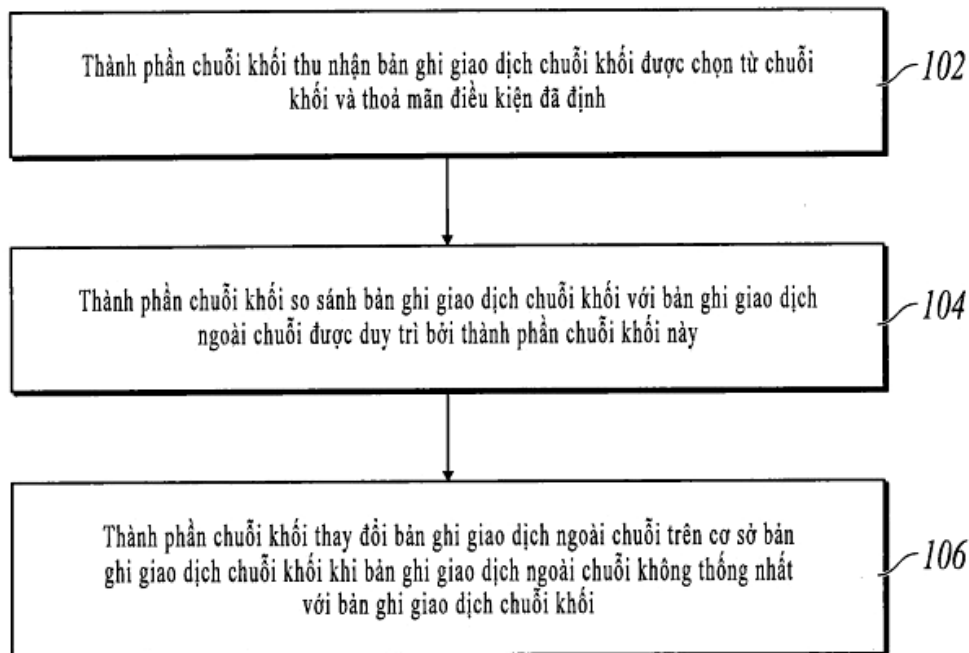 Thành phần chuỗi khối thu nhận bản ghi giao dịch chuỗi khối được chọn từ chuỗi
khối và thoả mãn điều kiện đã định
102
Thành phần chuỗi khối so sánh bản ghi giao dịch chuỗi khối với bản ghi giao dịch
ngoài chuỗi được duy trì bởi thành phần chuỗi khối này
104
Thành phần chuỗi khối thay đổi bản ghi giao dịch ngoài chuỗi trên cơ sở bản
ghi giao dịch chuỗi khối khi bản ghi giao dịch ngoài chuỗi không thống nhất
với bản ghi giao dịch chuỗi khối
106